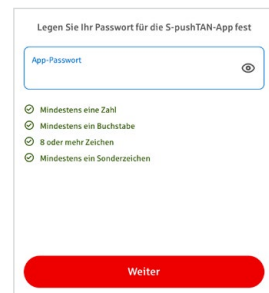 Legen Sie Ihr Passwort für die S-pushTAN-App fest
App-Passwort
Mindestens eine Zahl
Mindestens ein Buchstabe
8 oder mehr Zeichen
Mindestens ein Sonderzeichen
Weiter